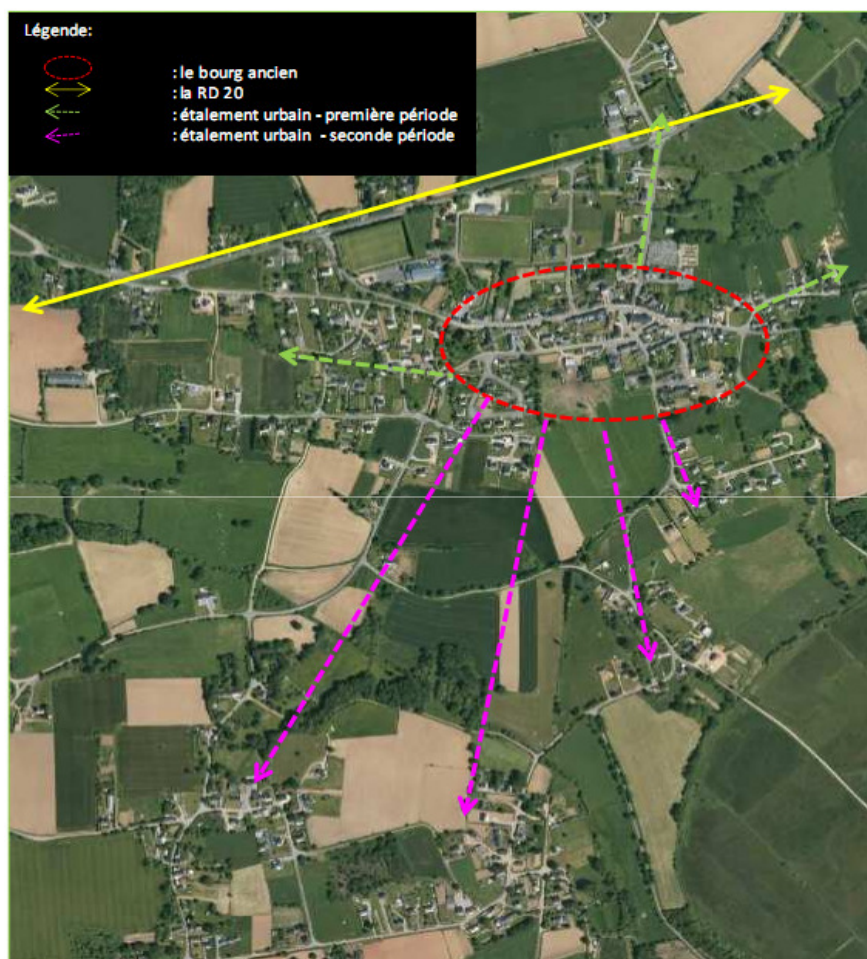 Légende:
: le bourg ancien
: la RD 20
: étalement urbain - première période
: étalement urbain - seconde période